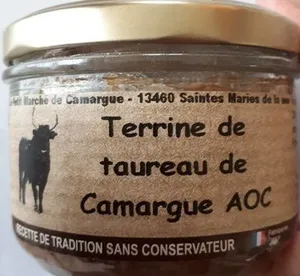 Petit Marché de Camargue - 13460 Saintes Maries de la
Terrine de
taureau de
Camargue AOC
RECETTE DE TRADITION SANS CONSERVATEUR